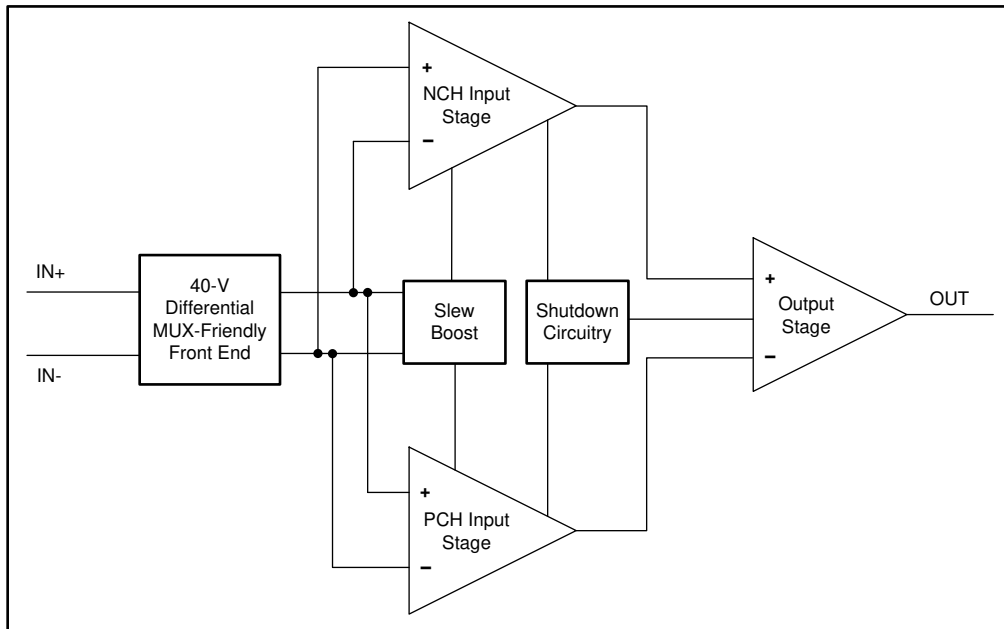 +
NCH Input
Stage
−
IN+
IN-
40-V
Differential
MUX-Friendly
Front End
Slew
Boost
Shutdown
Circuitry
+
Output
Stage
−
OUT
+
PCH Input
Stage
−